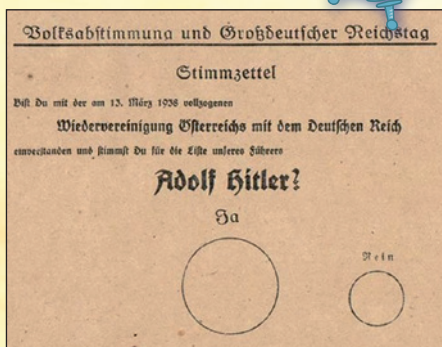 Volksabstimmung und Großdeutscher Reichstag
Stimmzettel
Bist Du mit der am 13. März 1938 vollzogenen
Wiedervereinigung Österreichs mit dem Deutschen Reich
einverstanden und stimmst Du für die Liste unseres Führers
Adolf Hitler?
Ja
Nein